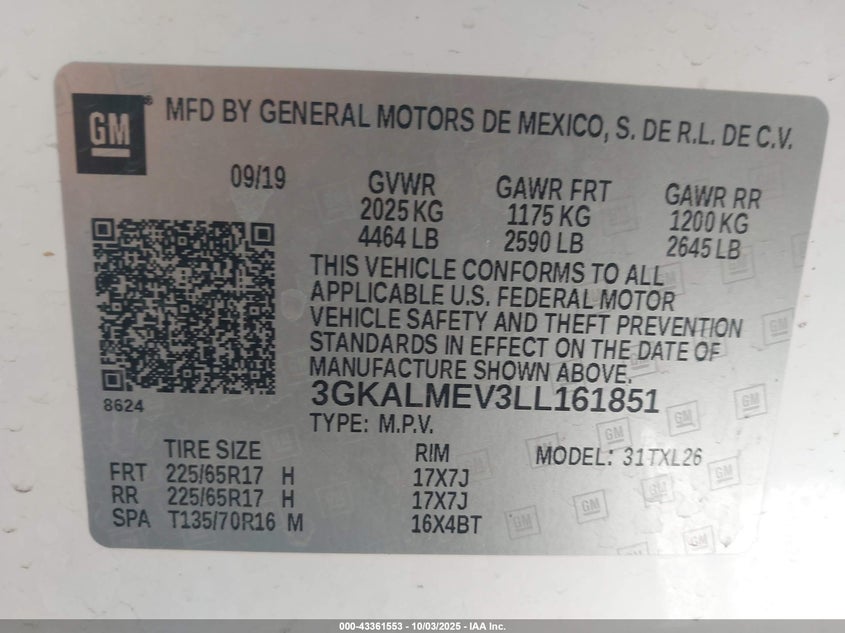 GM
MFD BY GENERAL MOTORS DE MEXICO, S. DE R.L. DE C.V.
09/19
GVWR GAWR FRT GAWR RR
2025 KG 1175 KG 1200 KG
4464 LB 2590 LB 2645 LB
THIS VEHICLE CONFORMS TO ALL
APPLICABLE U.S. FEDERAL MOTOR
VEHICLE SAFETY AND THEFT PREVENTION
STANDARDS IN EFFECT ON THE DATE OF
MANUFACTURE SHOWN ABOVE.
3GKALMEV3LL161851
8624
TYPE: M.P.V.
TIRE SIZE RIM MODEL: 31TXL26
FRT 225/65R17 H 17X7J
RR 225/65R17 H 17X7J
SPA T135/70R16 M 16X4BT
000-43361553 - 10/03/2025 - IAA Inc.